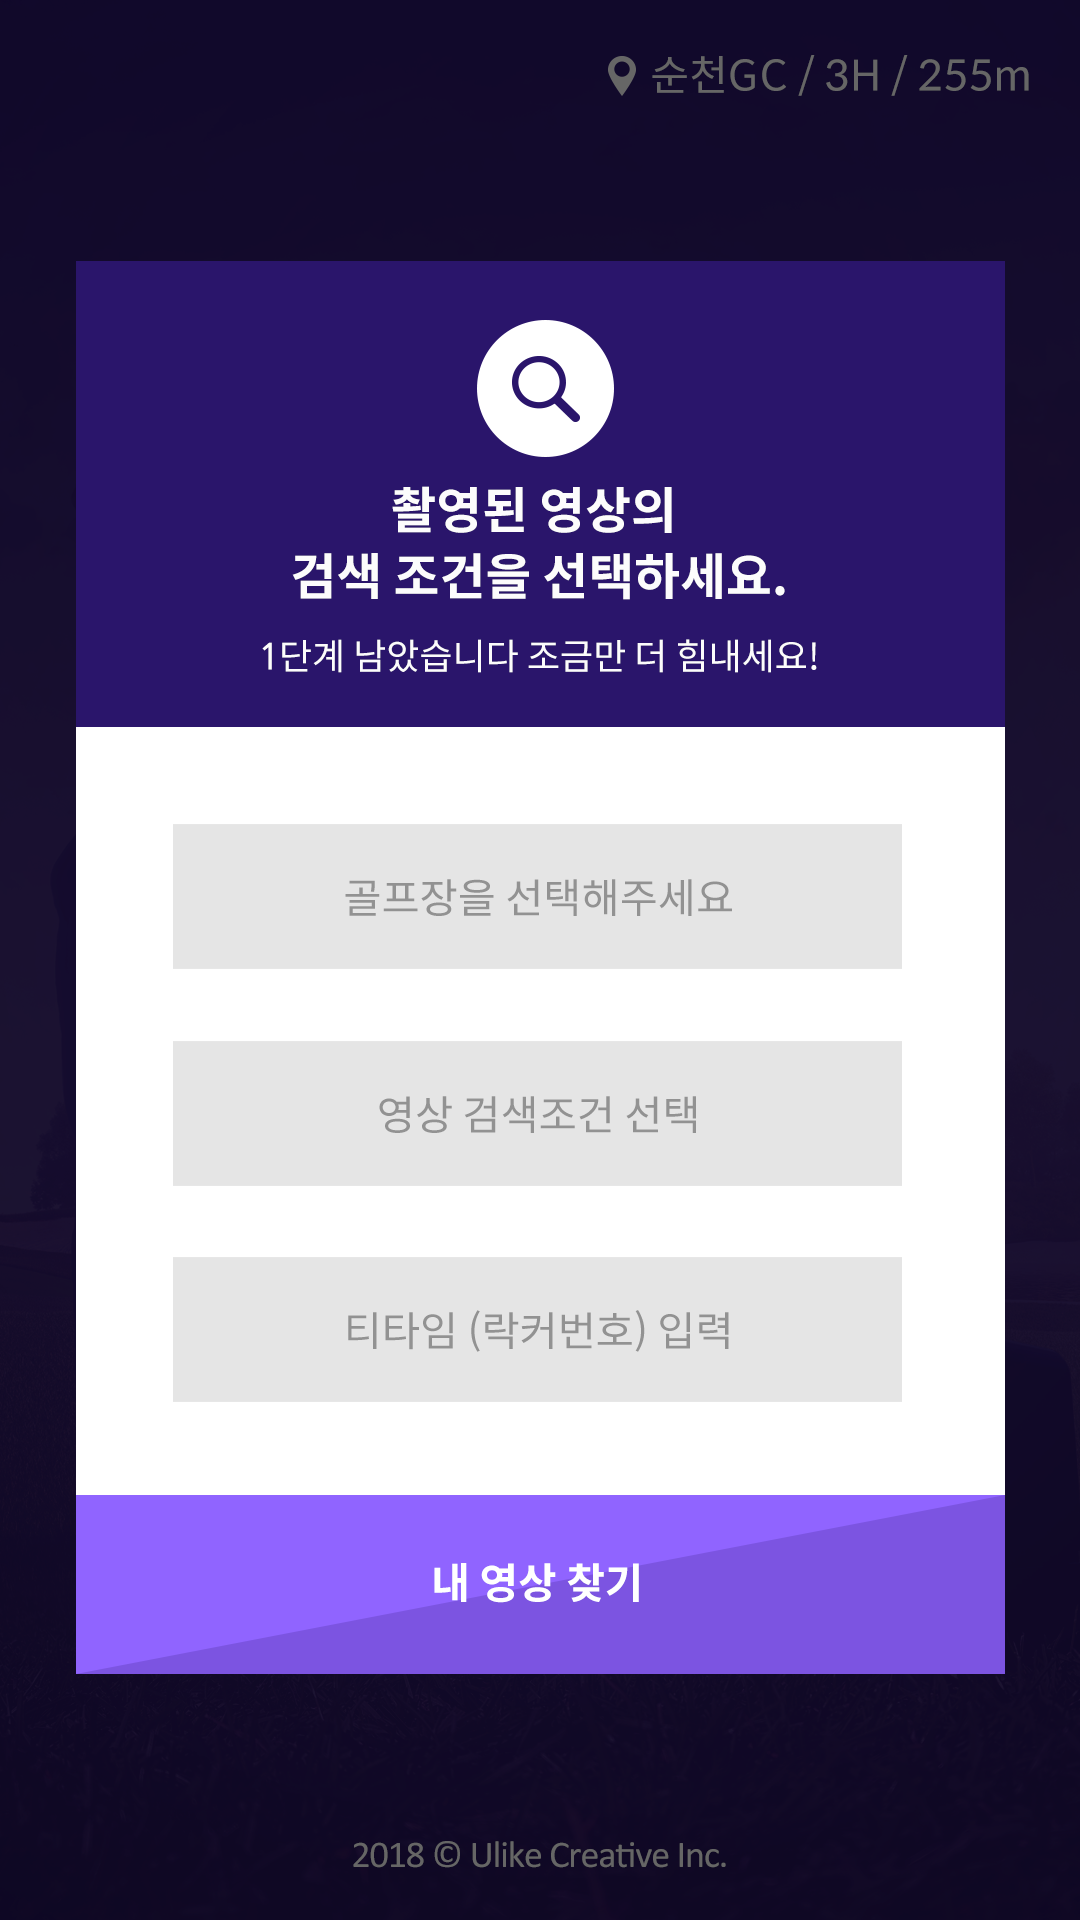 순천GC / 3H / 255m
촬영된 영상의
검색 조건을 선택하세요.
1단계 남았습니다 조금만 더 힘내세요!
골프장을 선택해주세요
영상 검색조건 선택
티타임 (락커번호) 입력
내 영상 찾기
2018 © Ulike Creative Inc.